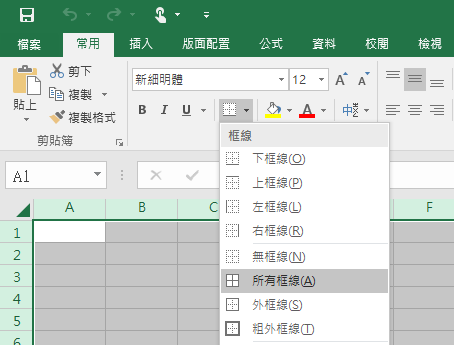 檔案 常用 插入 版面配置 公式 資料 校閱 檢視
剪下
複製
複製格式
貼上
剪貼簿
新細明體 12 A A
B I U A 中
框線
下框線(O)
上框線(P)
左框線(L)
右框線(R)
無框線(N)
所有框線(A)
外框線(S)
粗外框線(T)
A1
A B C F
1
2
3
4
5
6